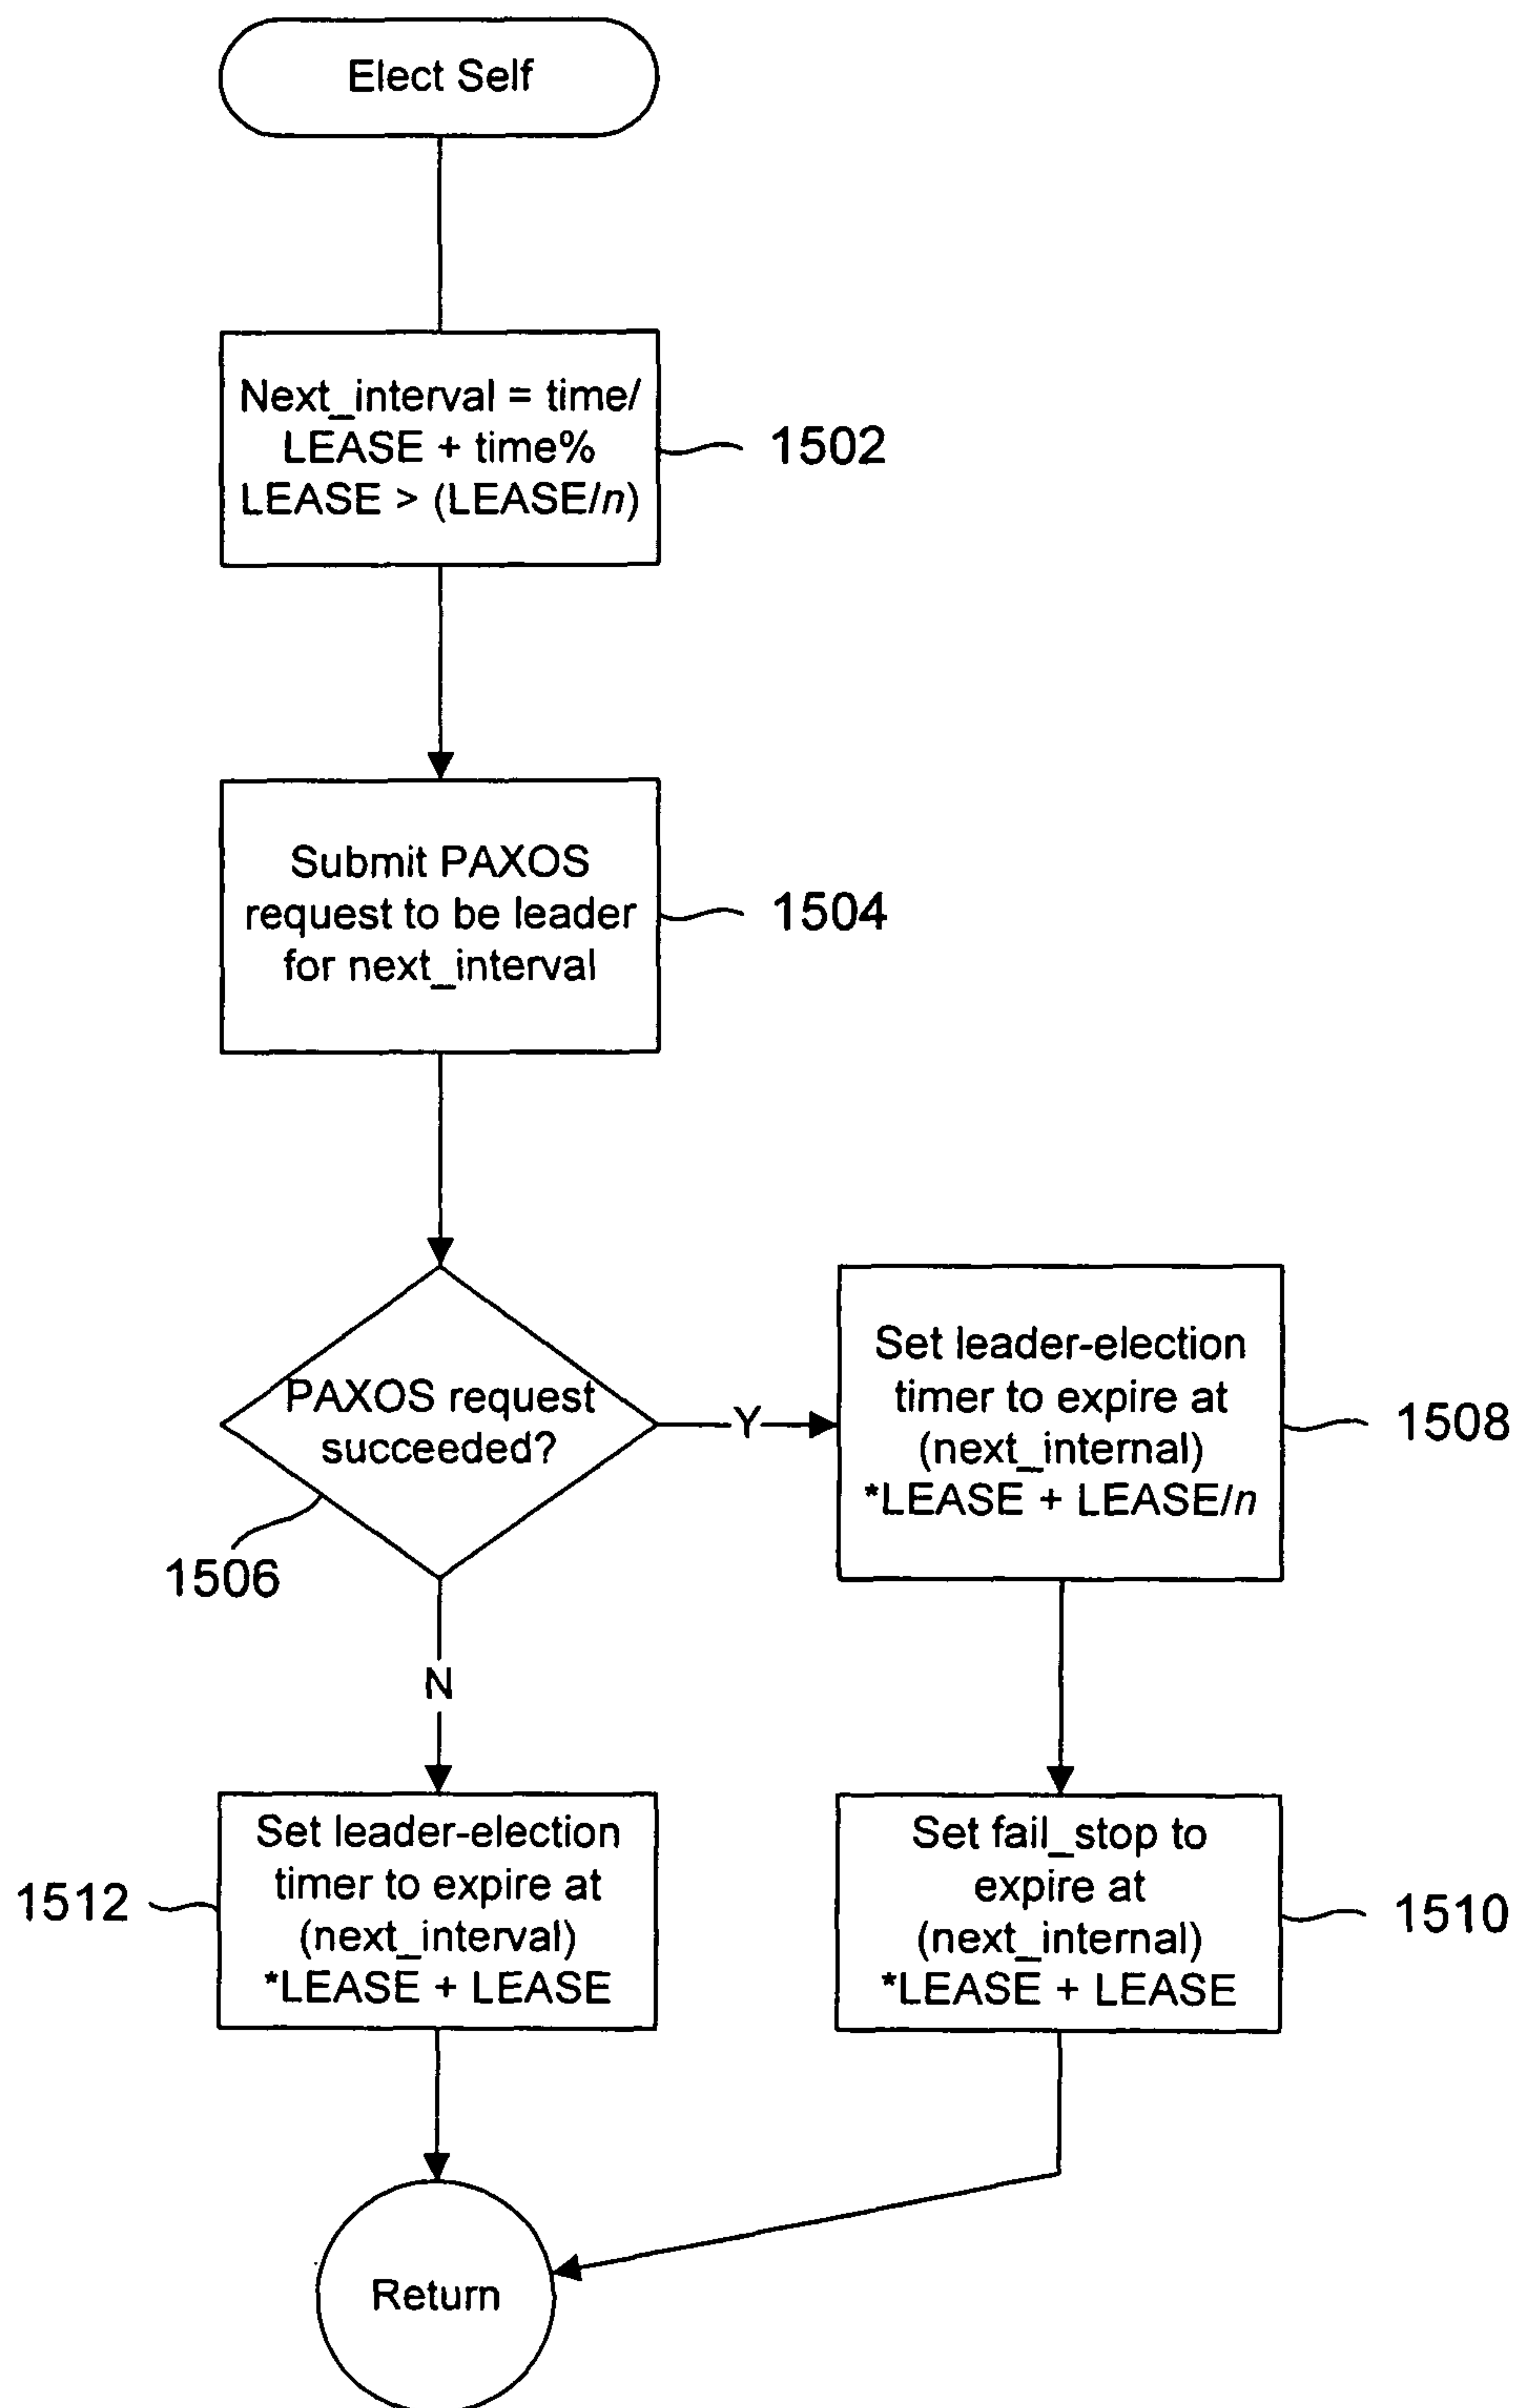 Elect Self
Next_interval = time/
LEASE + time%
LEASE > (LEASE/n)
1502
Submit PAXOS
request to be leader
for next_interval
1504
PAXOS request
succeeded?
1506
Y
Set leader-election
timer to expire at
(next_internal)
*LEASE + LEASE/n
1508
N
Set leader-election
timer to expire at
(next_interval)
*LEASE + LEASE
1512
Set fail_stop to
expire at
(next_internal)
*LEASE + LEASE
1510
Return